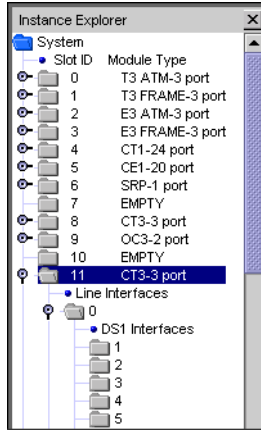 Instance Explorer
System
Slot ID Module Type
0 T3 ATM-3 port
1 T3 FRAME-3 port
2 E3 ATM-3 port
3 E3 FRAME-3 port
4 CT1-24 port
5 CE1-20 port
6 SRP-1 port
7 EMPTY
8 CT3-3 port
9 OC3-2 port
10 EMPTY
11 CT3-3 port
Line Interfaces
0
DS1 Interfaces
1
2
3
4
5